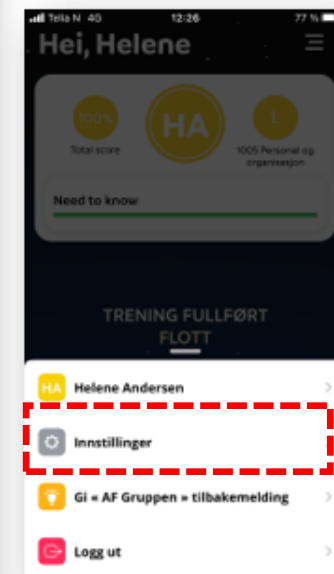 Telia N 4G 12:26 77 %
Hei, Helene
100% HA L
Total score 1005 Personal og
organisasjon
Need to know
TRENING FULLFØRT
FLOTT
HA Helene Andersen
Innstillinger
Gi « AF Gruppen » tilbakemelding
Logg ut